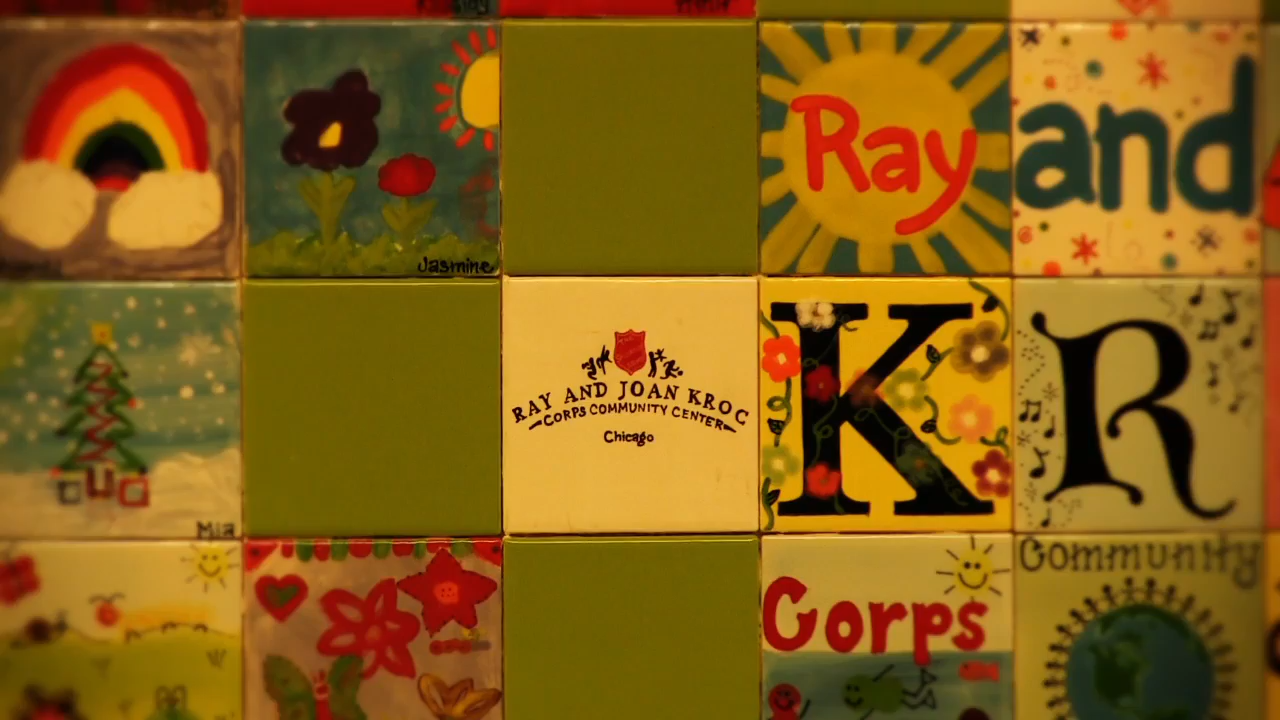 Ray
and
Jasmine
RAY AND JOAN KROC
CORPS COMMUNITY CENTER
Chicago
K
R
Mia
Corps
Community